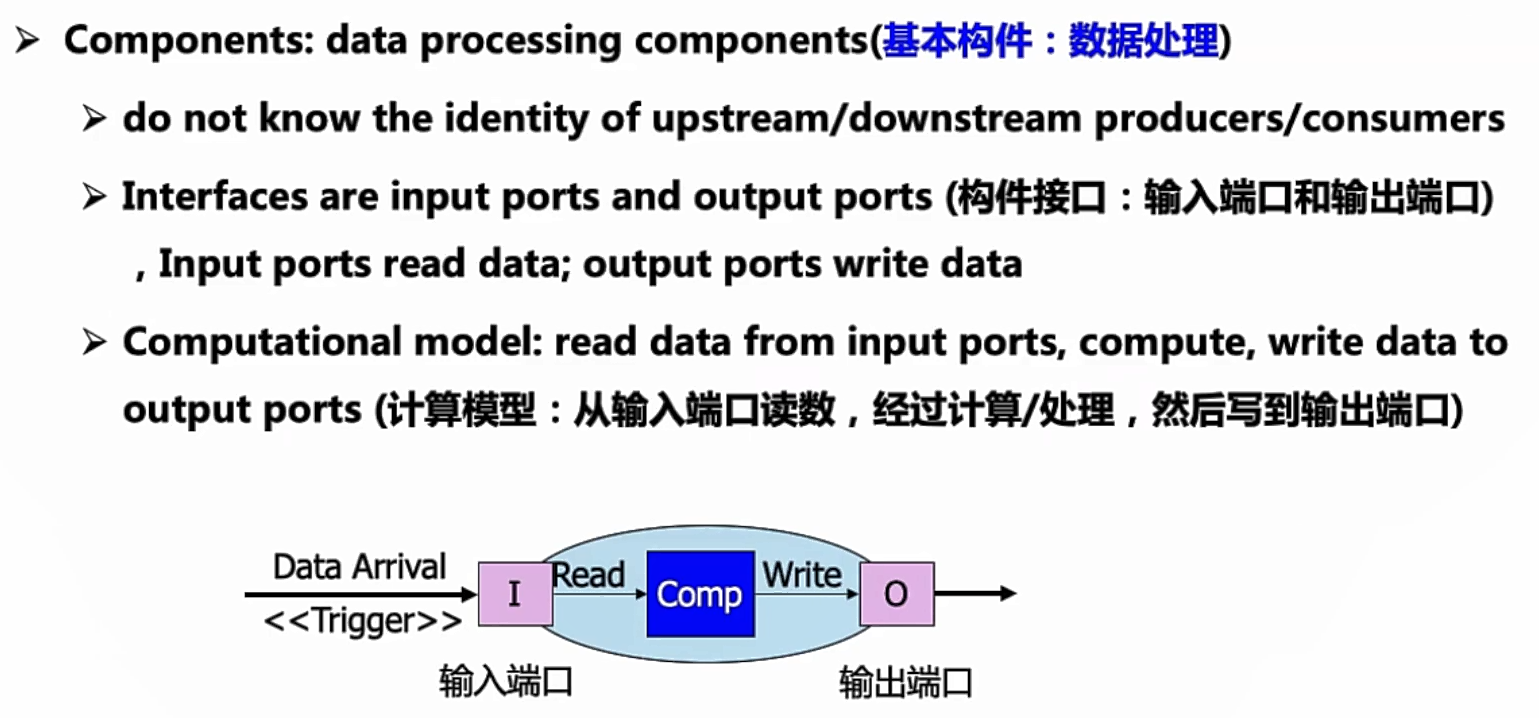 ➢ Components: data processing components(基本构件：数据处理)
➢ do not know the identity of upstream/downstream producers/consumers
➢ Interfaces are input ports and output ports (构件接口：输入端口和输出端口)
，Input ports read data; output ports write data
➢ Computational model: read data from input ports, compute, write data to
output ports (计算模型：从输入端口读数，经过计算/处理，然后写到输出端口)
Data Arrival
<<Trigger>>
I
Read
Comp
Write
O
输入端口
输出端口